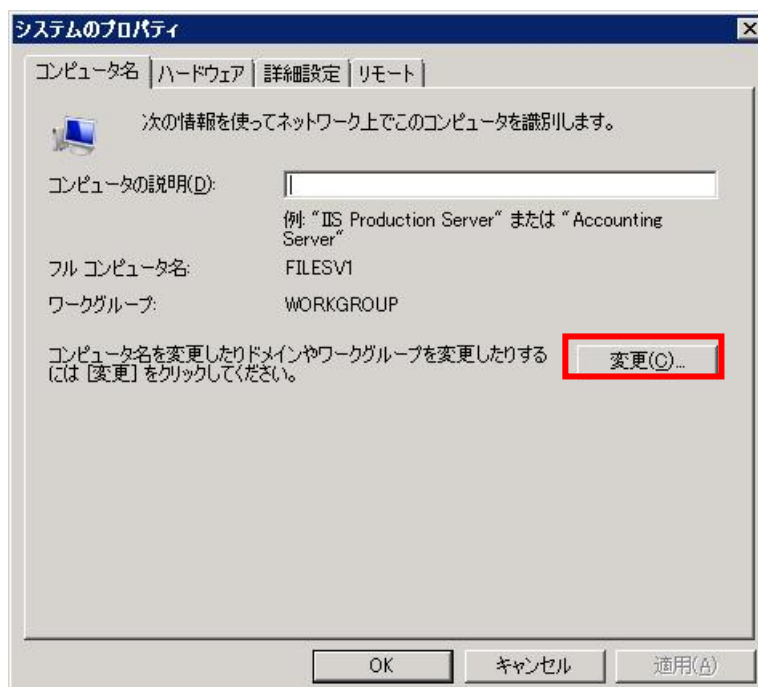 システムのプロパティ
コンピュータ名 ハードウェア 詳細設定 リモート
次の情報を使ってネットワーク上でこのコンピュータを識別します。
コンピュータの説明(D):
例: "IIS Production Server" または "Accounting
Server"
フル コンピュータ名: FILESV1
ワークグループ: WORKGROUP
コンピュータ名を変更したりドメインやワークグループを変更したりする
には [変更] をクリックしてください。
変更(C)...
OK キャンセル 適用(A)